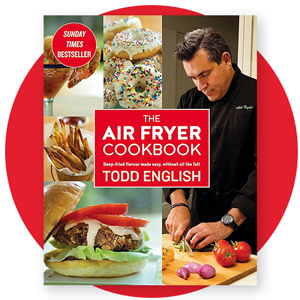 SUNDAY
TIMES
BESTSELLER
THE
AIR FRYER
COOKBOOK
Deep-fried flavour made easy, without all the fat!
TODD ENGLISH